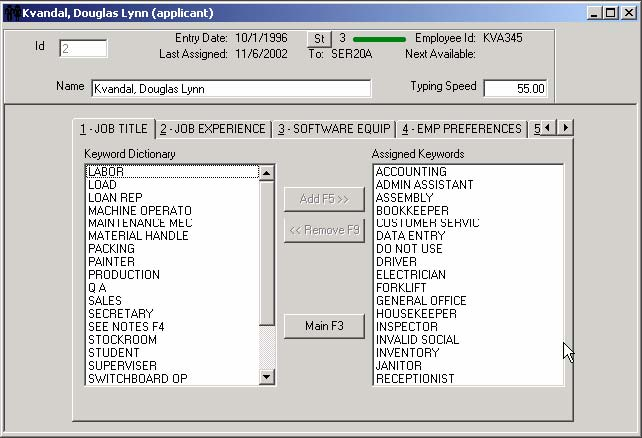 Kvandal, Douglas Lynn (applicant)
Id 2 Entry Date: 10/1/1996 St 3 Employee Id: KVA345
Last Assigned: 11/6/2002 To: SER20A Next Available:
Name Kvandal, Douglas Lynn Typing Speed 55.00
1 - JOB TITLE 2 - JOB EXPERIENCE 3 - SOFTWARE EQUIP 4 - EMP PREFERENCES 5
Keyword Dictionary Assigned Keywords
LABOR ACCOUNTING
LOAD ADMIN ASSISTANT
LOAN REP ASSEMBLY
MACHINE OPERATO BOOKKEEPER
MAINTENANCE MEC CUSTOMER SERVIC
MATERIAL HANDLE DATA ENTRY
PACKING DO NOT USE
PAINTER DRIVER
PRODUCTION ELECTRICIAN
Q A FORKLIFT
SALES GENERAL OFFICE
SECRETARY HOUSEKEEPER
SEE NOTES F4 INSPECTOR
STOCKROOM INVALID SOCIAL
STUDENT INVENTORY
SUPERVISER JANITOR
SWITCHBOARD OP RECEPTIONIST
Add F5 >>
<< Remove F9
Main F3